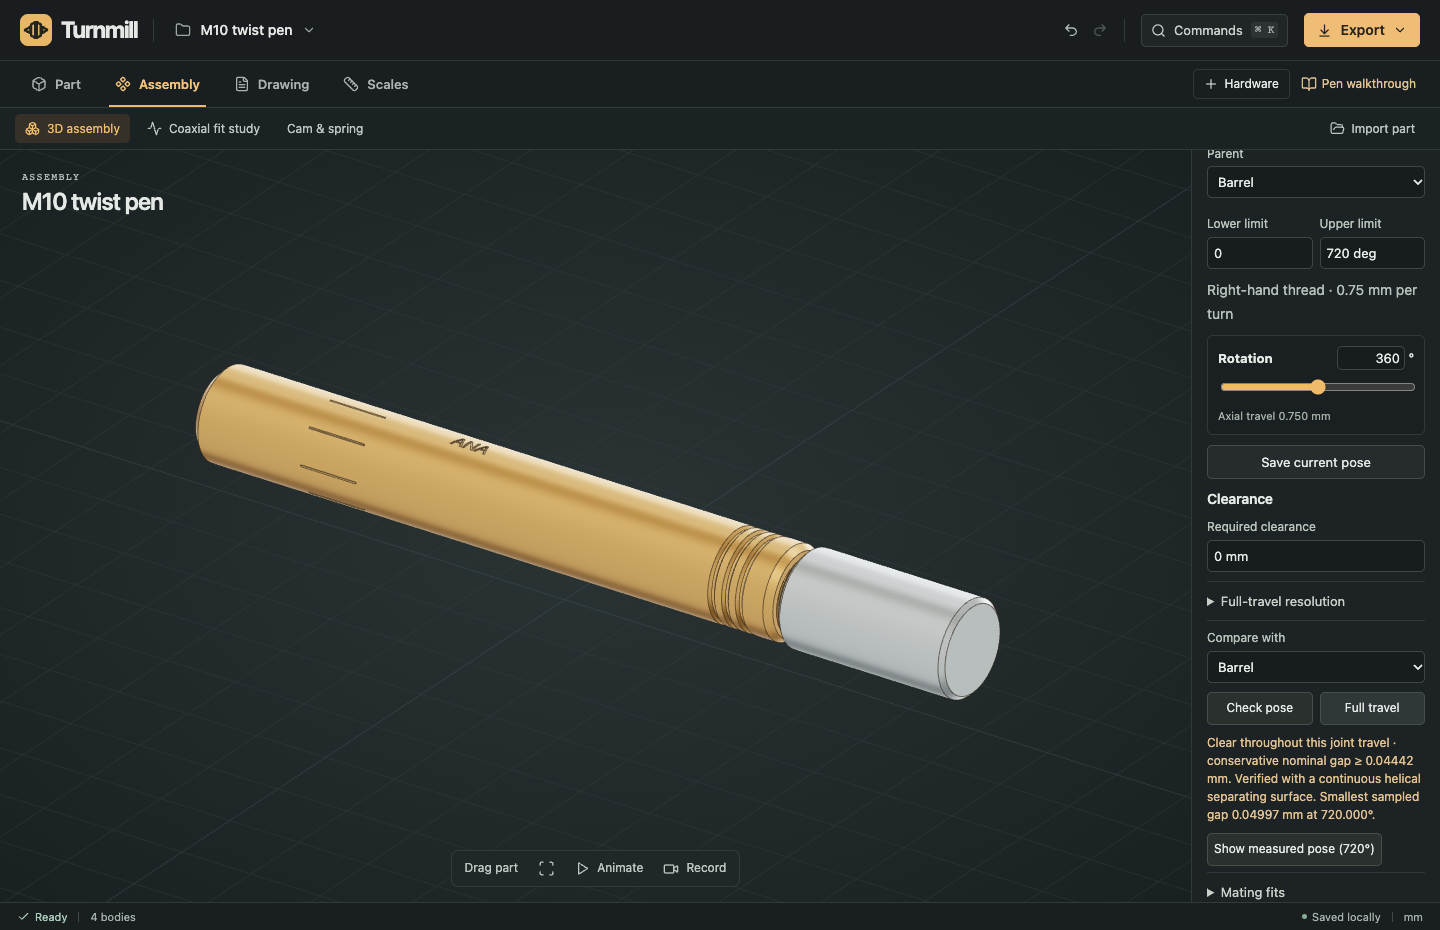 Turnmill
M10 twist pen
Commands ⌘ K
Export
Part
Assembly
Drawing
Scales
Hardware
Pen walkthrough
3D assembly
Coaxial fit study
Cam & spring
Import part
ASSEMBLY
M10 twist pen
ANA
Parent
Barrel
Lower limit Upper limit
0 720 deg
Right-hand thread · 0.75 mm per
turn
Rotation 360 °
Axial travel 0.750 mm
Save current pose
Clearance
Required clearance
0 mm
Full-travel resolution
Compare with
Barrel
Check pose Full travel
Clear throughout this joint travel ·
conservative nominal gap ≥ 0.04442
mm. Verified with a continuous helical
separating surface. Smallest sampled
gap 0.04997 mm at 720.000°.
Show measured pose (720°)
Mating fits
Drag part
Animate
Record
Ready
4 bodies
Saved locally
mm